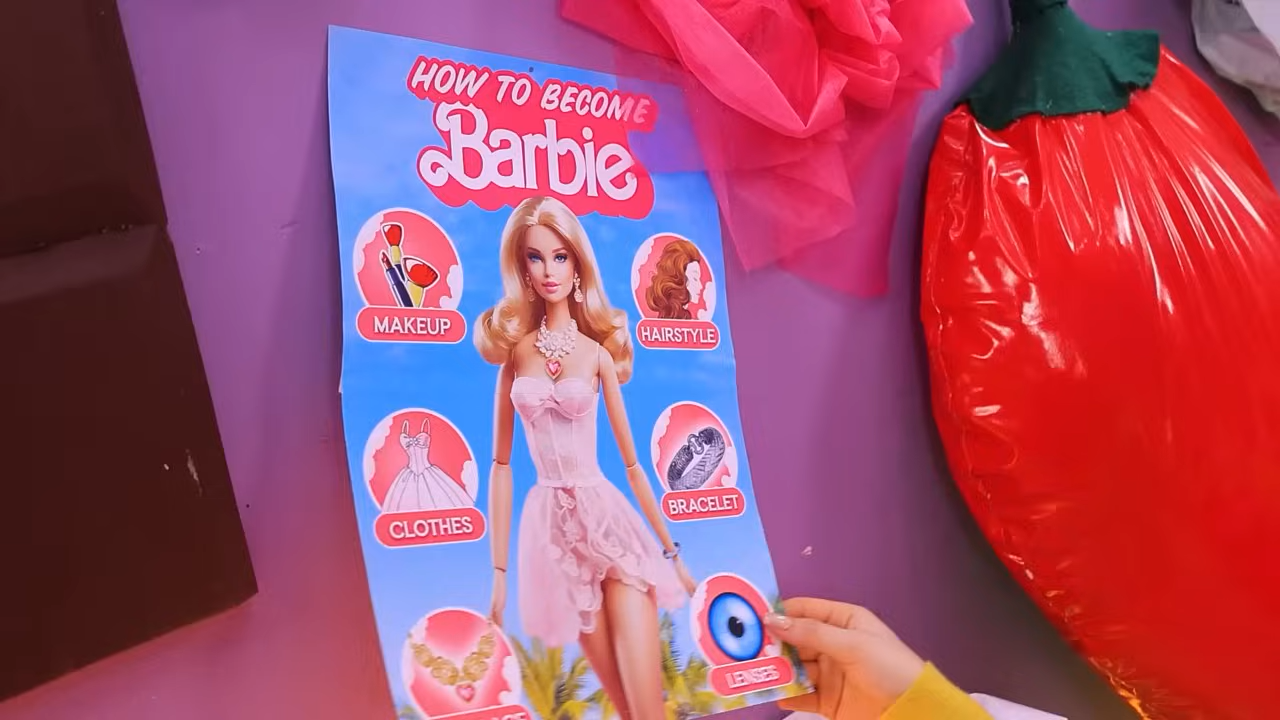 HOW TO BECOME
Barbie
MAKEUP
HAIRSTYLE
CLOTHES
BRACELET
LENSES